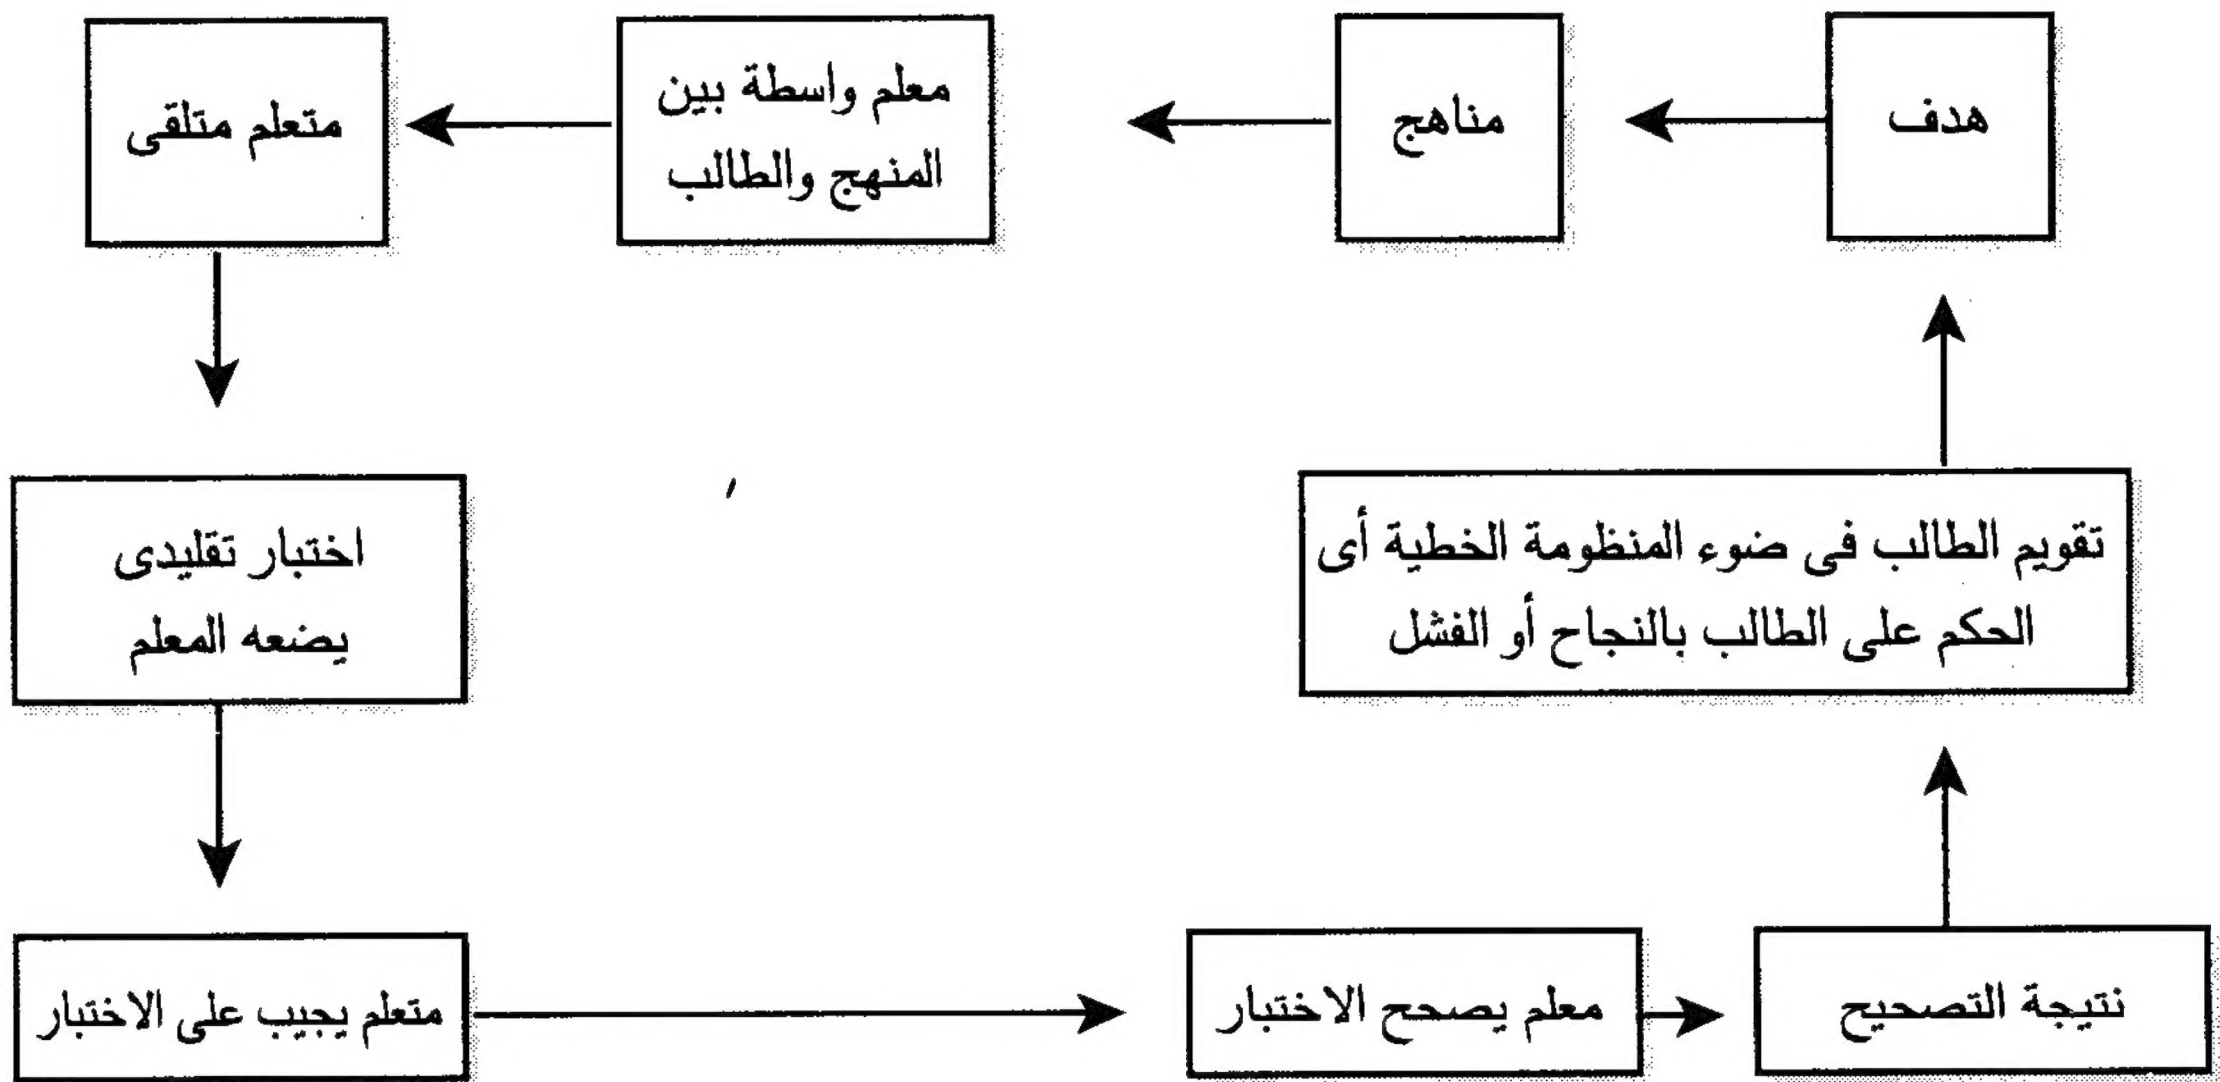 هدف
مناهج
معلم واسطة بين
المنهج والطالب
متعلم متلقى
اختبار تقليدى
يضعه المعلم
متعلم يجيب على الاختبار
معلم يصحح الاختبار
نتيجة التصحيح
تقويم الطالب فى ضوء المنظومة الخطية أى
الحكم على الطالب بالنجاح أو الفشل